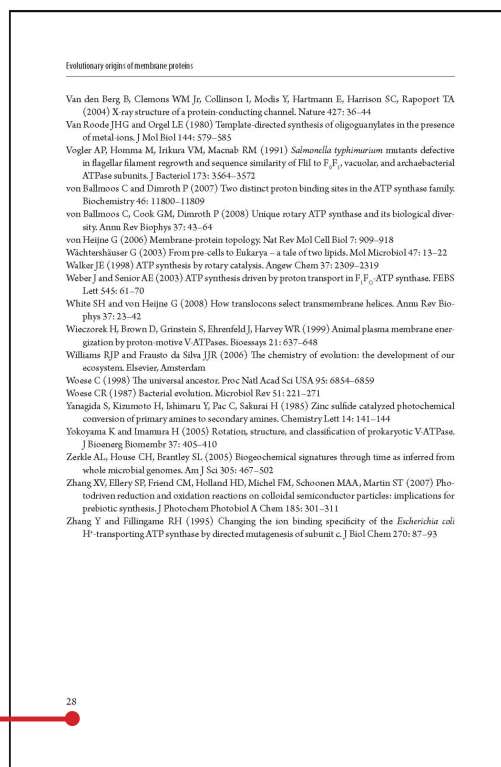 Evolutionary origins of membrane proteins
Van den Berg B, Clemons WM Jr, Collinson I, Modis Y, Hartmann E, Harrison SC, Rapoport TA
(2004) X-ray structure of a protein-conducting channel. Nature 427: 36–44
Van Roode JHG and Orgel LE (1980) Template-directed synthesis of oligoguanylates in the presence
of metal-ions. J Mol Biol 144: 579–585
Vogler AP, Homma M, Irikura VM, Macnab RM (1991) Salmonella typhimurium mutants defective
in flagellar filament regrowth and sequence similarity of FliI to F0F1, vacuolar, and archaebacterial
ATPase subunits. J Bacteriol 173: 3564–3572
von Ballmoos C and Dimroth P (2007) Two distinct proton binding sites in the ATP synthase family.
Biochemistry 46: 11800–11809
von Ballmoos C, Cook GM, Dimroth P (2008) Unique rotary ATP synthase and its biological diver-
sity. Annu Rev Biophys 37: 43–64
von Heijne G (2006) Membrane-protein topology. Nat Rev Mol Cell Biol 7: 909–918
Wächtershäuser G (2003) From pre-cells to Eukarya – a tale of two lipids. Mol Microbiol 47: 13–22
Walker JE (1998) ATP synthesis by rotary catalysis. Angew Chem 37: 2309–2319
Weber J and Senior AE (2003) ATP synthesis driven by proton transport in F1FO-ATP synthase. FEBS
Lett 545: 61–70
White SH and von Heijne G (2008) How translocons select transmembrane helices. Annu Rev Bio-
phys 37: 23–42
Wieczorek H, Brown D, Grinstein S, Ehrenfeld J, Harvey WR (1999) Animal plasma membrane ener-
gization by proton-motive V-ATPases. Bioessays 21: 637–648
Williams RJP and Frausto da Silva JJR (2006) The chemistry of evolution: the development of our
ecosystem. Elsevier, Amsterdam
Woese C (1998) The universal ancestor. Proc Natl Acad Sci USA 95: 6854–6859
Woese CR (1987) Bacterial evolution. Microbiol Rev 51: 221–271
Yanagida S, Kizumoto H, Ishimaru Y, Pac C, Sakurai H (1985) Zinc sulfide catalyzed photochemical
conversion of primary amines to secondary amines. Chemistry Lett 14: 141–144
Yokoyama K and Imamura H (2005) Rotation, structure, and classification of prokaryotic V-ATPase.
J Bioenerg Biomembr 37: 405–410
Zerkle AL, House CH, Brantley SL (2005) Biogeochemical signatures through time as inferred from
whole microbial genomes. Am J Sci 305: 467–502
Zhang XV, Ellery SP, Friend CM, Holland HD, Michel FM, Schoonen MAA, Martin ST (2007) Pho-
todriven reduction and oxidation reactions on colloidal semiconductor particles: implications for
prebiotic synthesis. J Photochem Photobiol A Chem 185: 301–311
Zhang Y and Fillingame RH (1995) Changing the ion binding specificity of the Escherichia coli
H+-transporting ATP synthase by directed mutagenesis of subunit c. J Biol Chem 270: 87–93
28